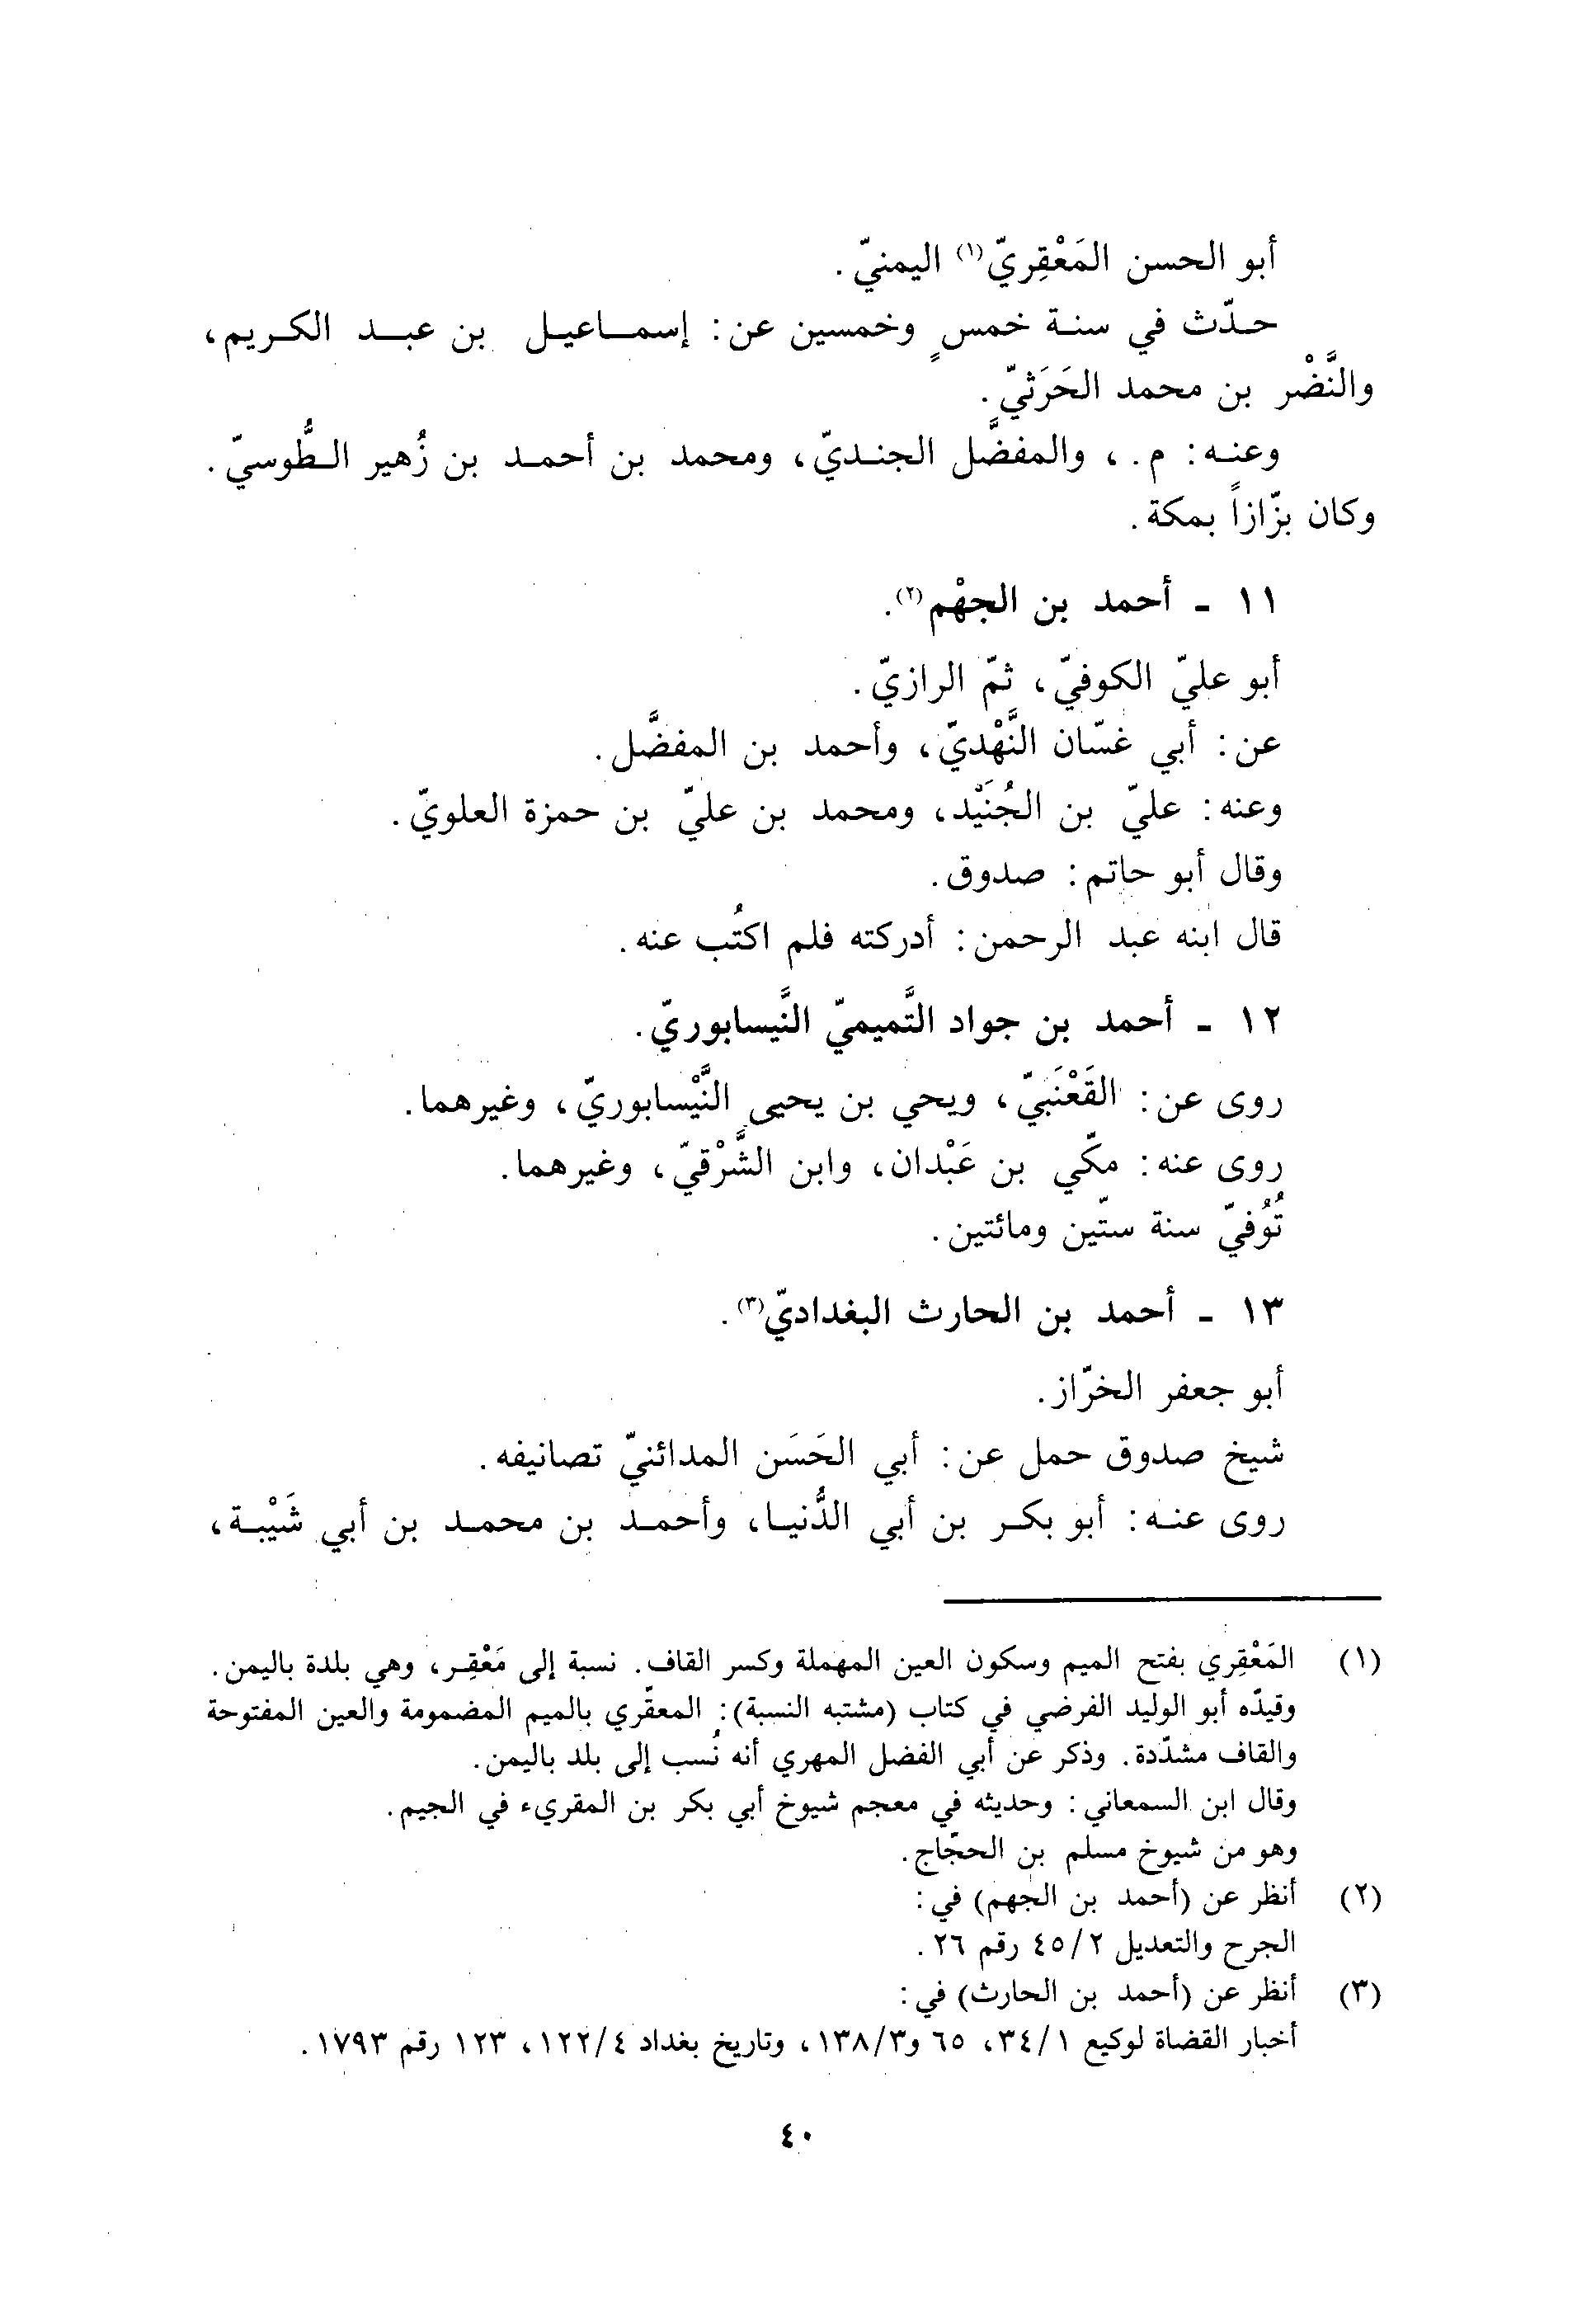 أبو الحسن المَعْقِريّ(١) اليمنيّ.
حدّث في سنة خمسٍ وخمسين عن: إسماعيل بن عبد الكريم،
والنَّضْر بن محمد الحَرَثيّ.
وعنه: م.، والمفضَّل الجنديّ، ومحمد بن أحمد بن زُهير الطُّوسيّ.
وكان بزّازاً بمكة.
١١ - أحمد بن الجهْم(٢).
أبو عليّ الكوفيّ، ثمّ الرازيّ.
عن: أبي غسّان النَّهْديّ، وأحمد بن المفضَّل.
وعنه: عليّ بن الجُنَيْد، ومحمد بن عليّ بن حمزة العلويّ.
وقال أبو حاتم: صدوق.
قال ابنه عبد الرحمن: أدركته فلم اكتُب عنه.
١٢ - أحمد بن جواد التَّميميّ النَّيسابوريّ.
روى عن: القَعْنَبيّ، ويحي بن يحيى النَّيْسابوريّ، وغيرهما.
روى عنه: مكّي بن عَبْدان، وابن الشَّرْقيّ، وغيرهما.
تُوُفيّ سنة ستّين ومائتين.
١٣ - أحمد بن الحارث البغداديّ(٣).
أبو جعفر الخرّاز.
شيخ صدوق حمل عن: أبي الحَسَن المدائنيّ تصانيفه.
روى عنه: أبو بكر بن أبي الدُّنيا، وأحمد بن محمد بن أبي شَيْبة،
(١) المَعْقِري بفتح الميم وسكون العين المهملة وكسر القاف. نسبة إلى مَعْقِر، وهي بلدة باليمن.
وقيدّه أبو الوليد الفرضي في كتاب (مشتبه النسبة): المعقّري بالميم المضمومة والعين المفتوحة
والقاف مشدّدة. وذكر عن أبي الفضل المهري أنه نُسب إلى بلد باليمن.
وقال ابن السمعاني: وحديثه في معجم شيوخ أبي بكر بن المقريء في الجيم.
وهو من شيوخ مسلم بن الحجّاج.
(٢) أنظر عن (أحمد بن الجهم) في:
الجرح والتعديل ٤٥/٢ رقم ٢٦.
(٣) أنظر عن (أحمد بن الحارث) في:
أخبار القضاة لوكيع ٣٤/١، ٦٥ و١٣٨/٣، وتاريخ بغداد ١٢٢/٤، ١٢٣ رقم ١٧٩٣.
٤٠